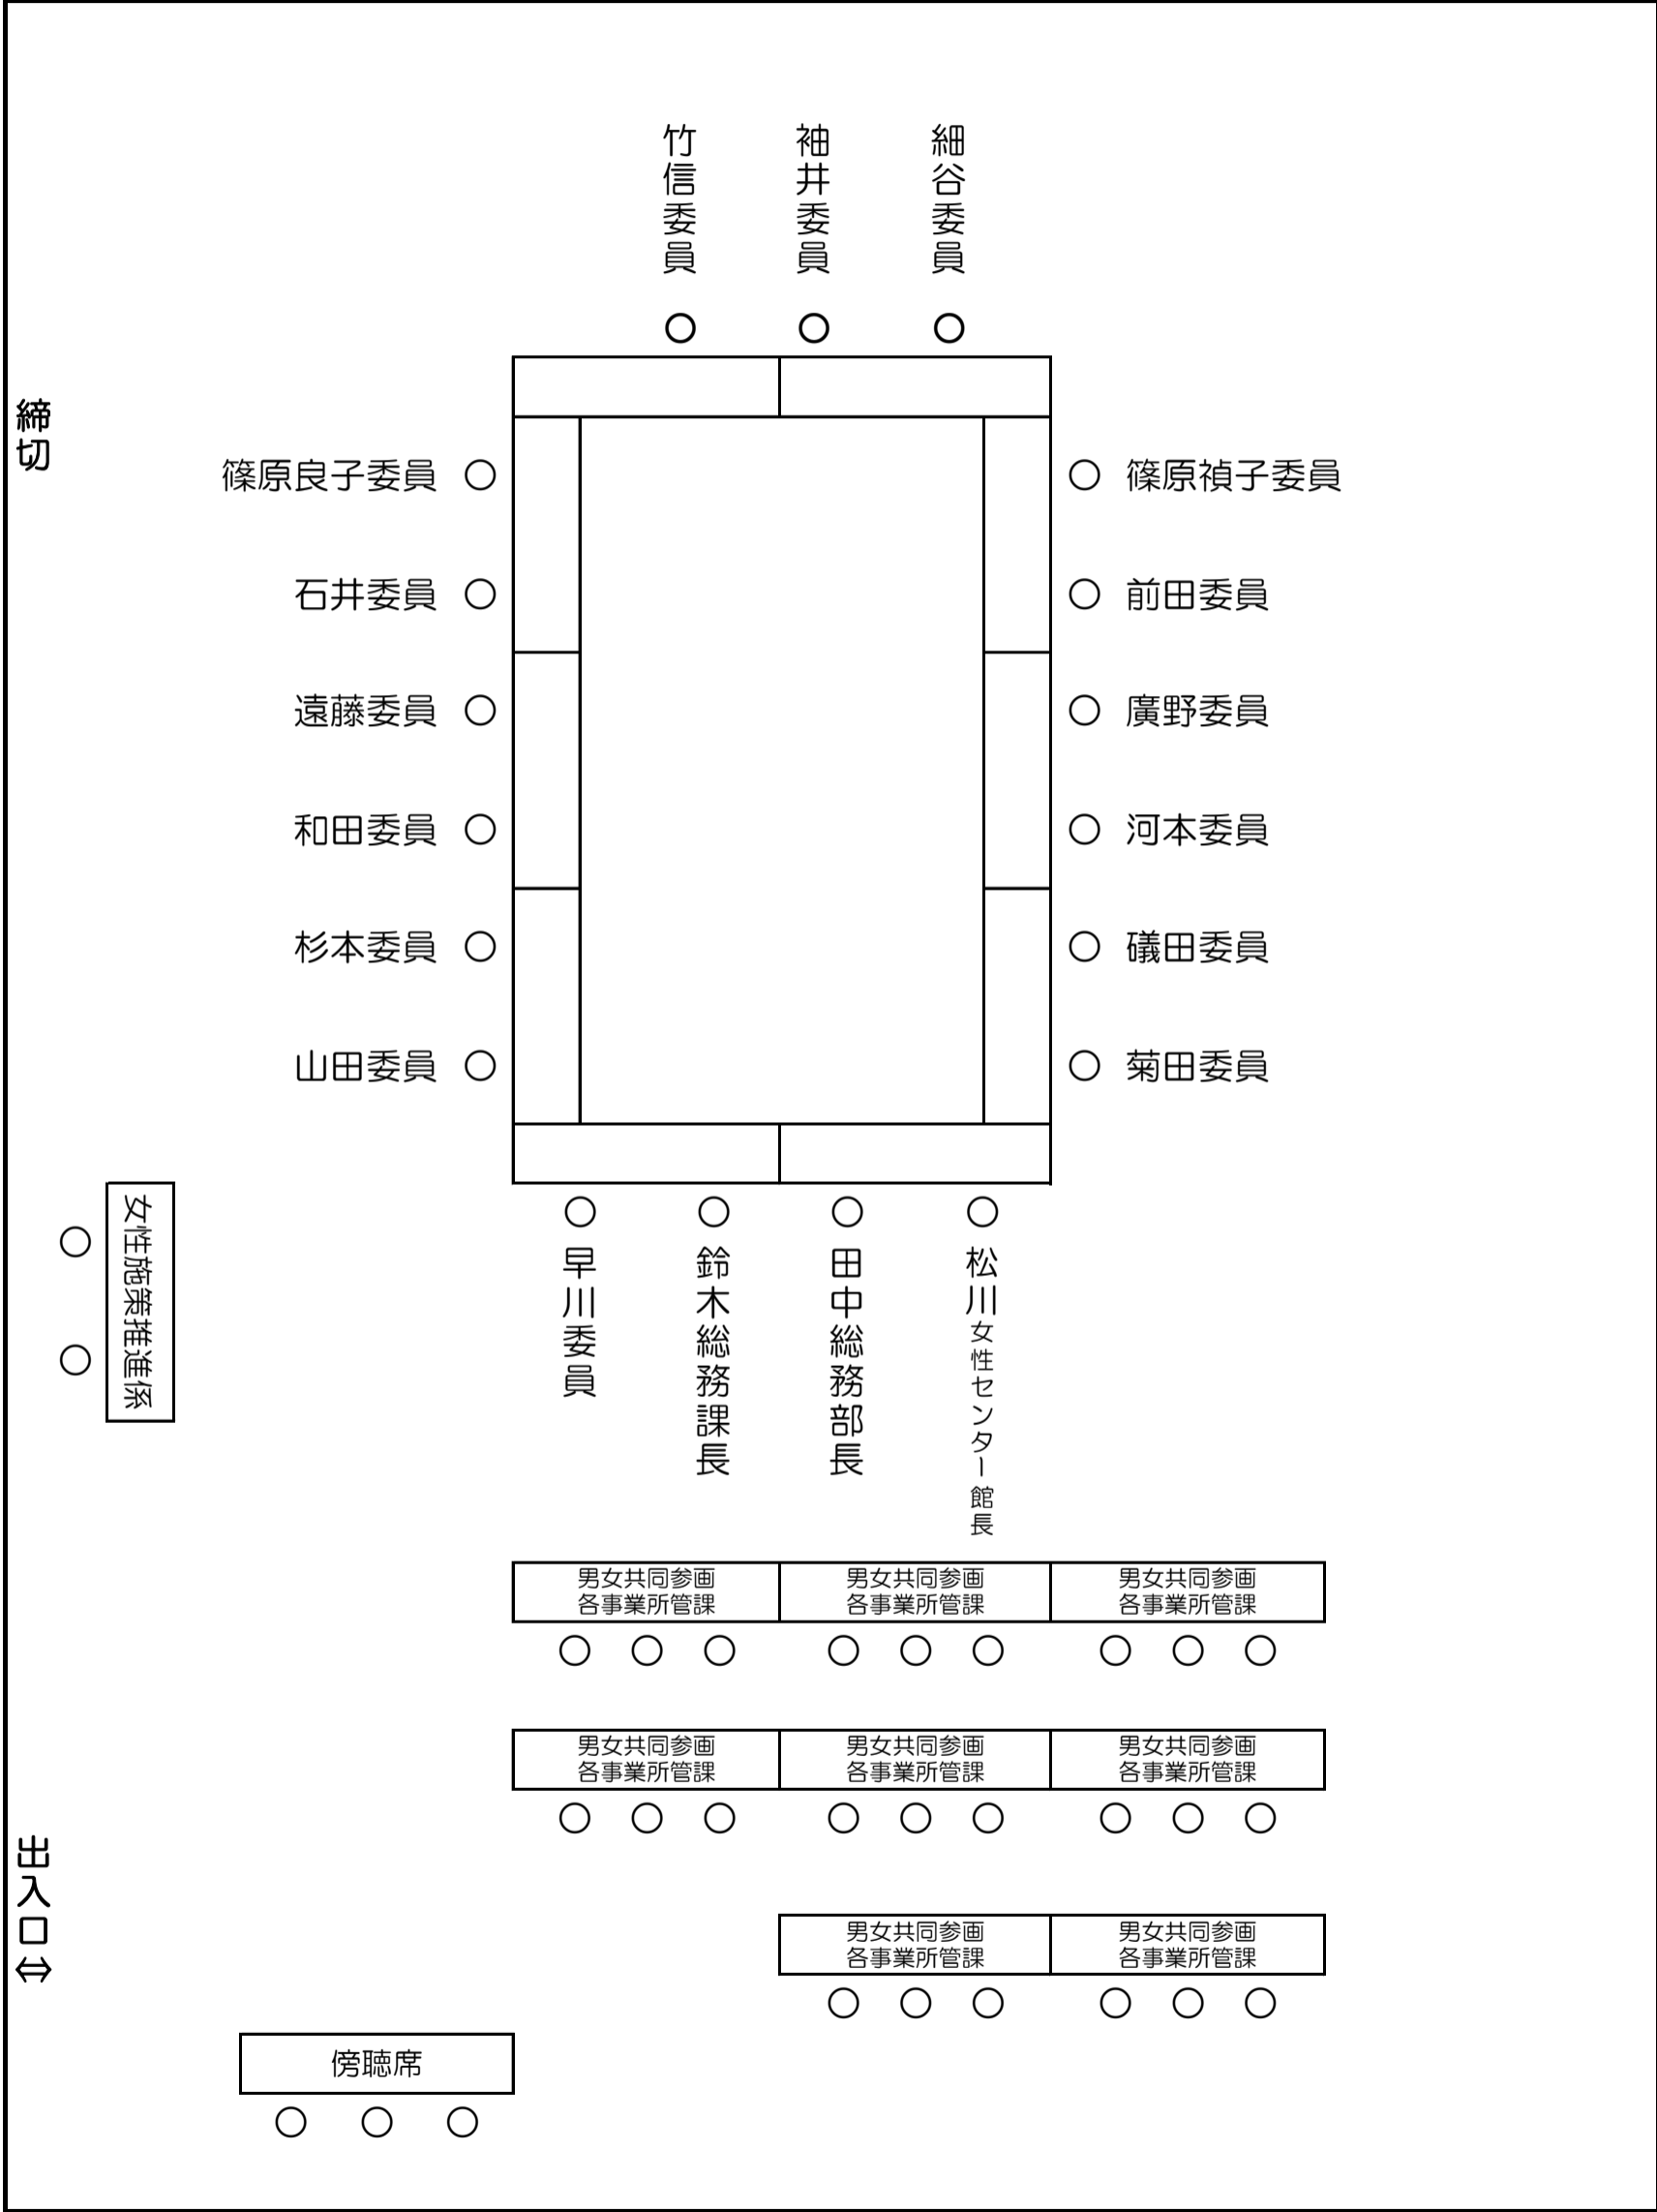 竹信委員
袖井委員
細谷委員
締切
篠原良子委員
篠原禎子委員
石井委員
前田委員
遠藤委員
廣野委員
和田委員
河本委員
杉本委員
礒田委員
山田委員
菊田委員
女性施策推進係
早川委員
鈴木総務課長
田中総務部長
松川女性センター館長
男女共同参画
各事業所管課
男女共同参画
各事業所管課
男女共同参画
各事業所管課
男女共同参画
各事業所管課
男女共同参画
各事業所管課
男女共同参画
各事業所管課
出入口⇔
男女共同参画
各事業所管課
男女共同参画
各事業所管課
傍聴席